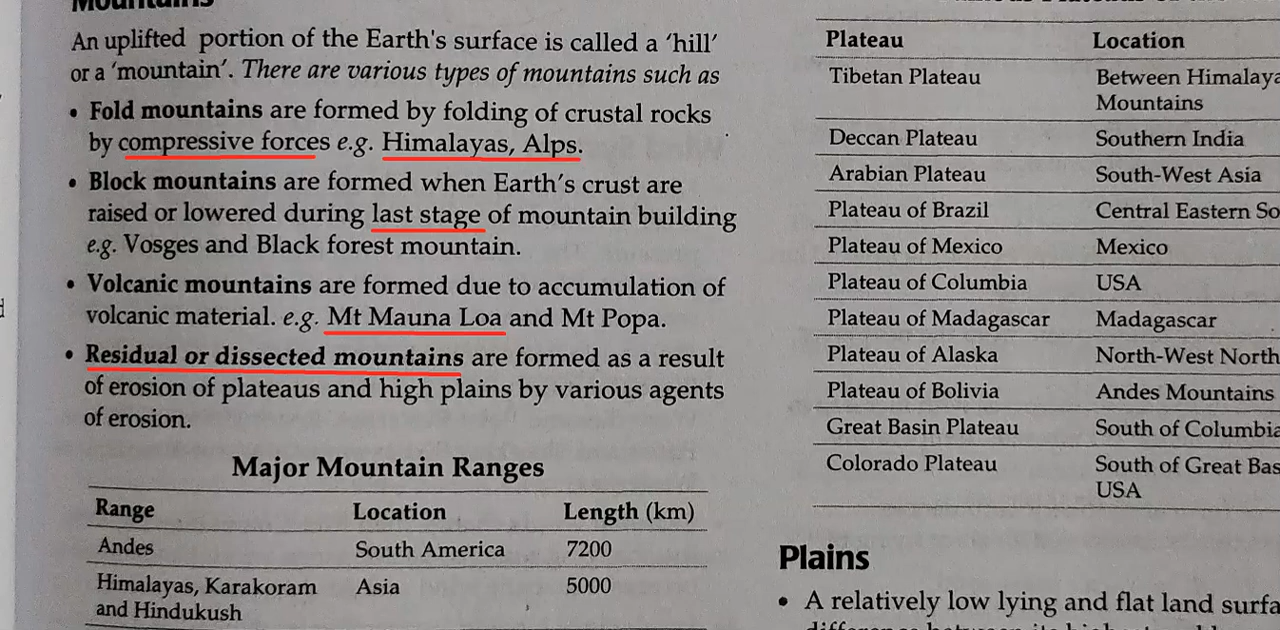 Mountains
An uplifted portion of the Earth's surface is called a 'hill'
or a 'mountain'. There are various types of mountains such as
• Fold mountains are formed by folding of crustal rocks
by compressive forces e.g. Himalayas, Alps.
• Block mountains are formed when Earth's crust are
raised or lowered during last stage of mountain building
e.g. Vosges and Black forest mountain.
• Volcanic mountains are formed due to accumulation of
volcanic material. e.g. Mt Mauna Loa and Mt Popa.
• Residual or dissected mountains are formed as a result
of erosion of plateaus and high plains by various agents
of erosion.
Major Mountain Ranges
Range Location Length (km)
Andes South America 7200
Himalayas, Karakoram Asia 5000
and Hindukush
Plateau Location
Tibetan Plateau Between Himalaya
Mountains
Deccan Plateau Southern India
Arabian Plateau South-West Asia
Plateau of Brazil Central Eastern So
Plateau of Mexico Mexico
Plateau of Columbia USA
Plateau of Madagascar Madagascar
Plateau of Alaska North-West North
Plateau of Bolivia Andes Mountains
Great Basin Plateau South of Columbia
Colorado Plateau South of Great Bas
USA
Plains
• A relatively low lying and flat land surfa